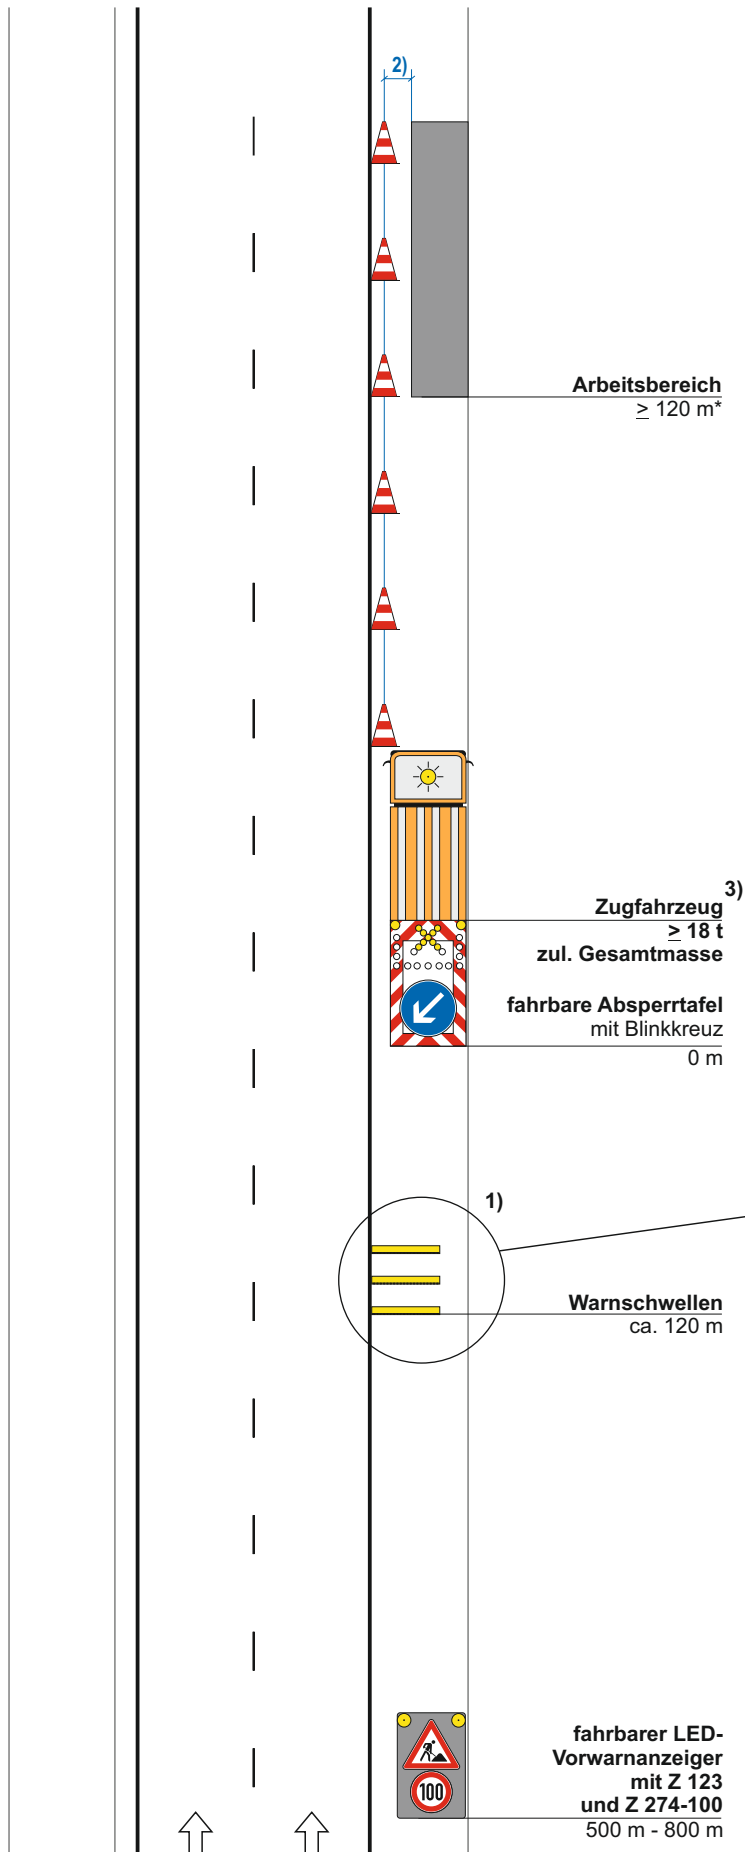 2)
Arbeitsbereich
≥ 120 m*
3)
Zugfahrzeug
≥ 18 t
zul. Gesamtmasse
fahrbare Absperrtafel
mit Blinkkreuz
0 m
1)
Warnschwellen
ca. 120 m
100
fahrbarer LED-
Vorwarnanzeiger
mit Z 123
und Z 274-100
500 m - 800 m